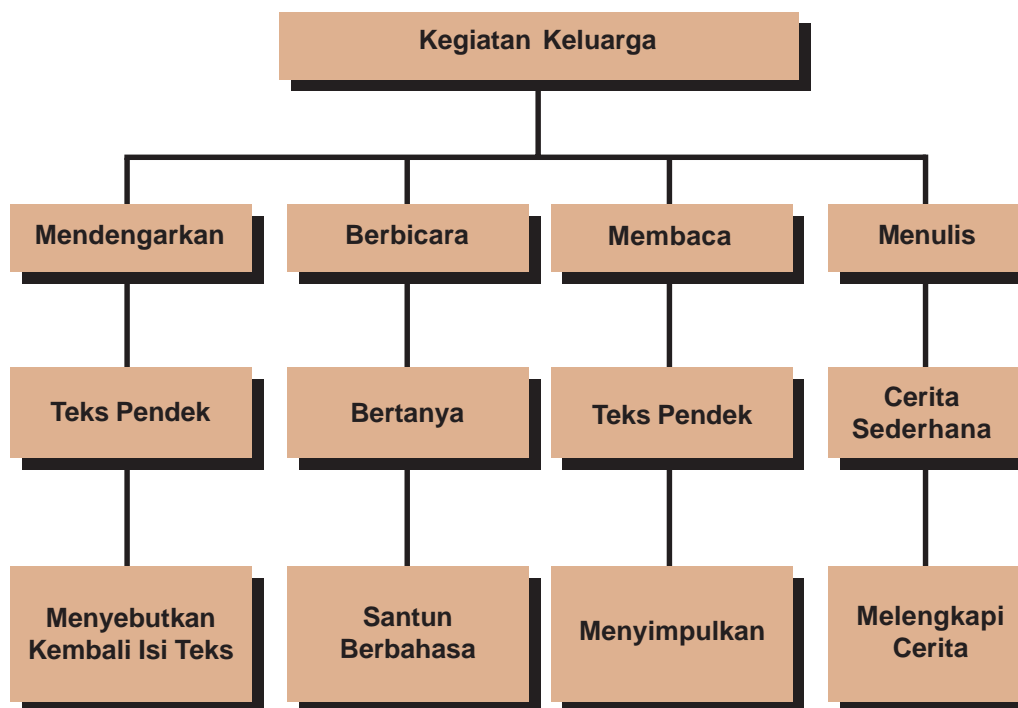 Kegiatan Keluarga
Mendengarkan
Berbicara
Membaca
Menulis
Teks Pendek
Bertanya
Teks Pendek
Cerita
Sederhana
Menyebutkan
Kembali Isi Teks
Santun
Berbahasa
Menyimpulkan
Melengkapi
Cerita